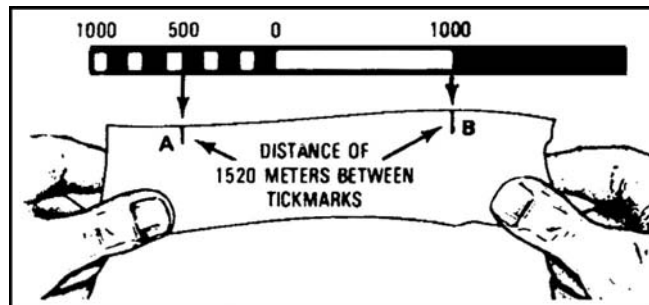 1000 500 0 1000
A B
DISTANCE OF
1520 METERS BETWEEN
TICKMARKS